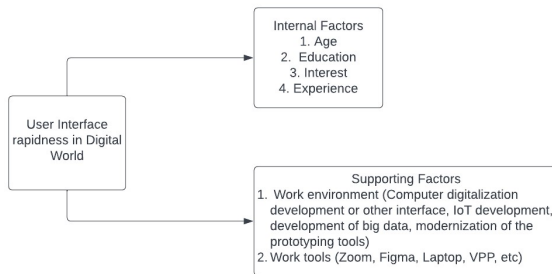 Internal Factors
1. Age
2. Education
3. Interest
4. Experience
User Interface
rapidness in Digital
World
Supporting Factors
1. Work environment (Computer digitalization
development or other interface, IoT development,
development of big data, modernization of the
prototyping tools)
2. Work tools (Zoom, Figma, Laptop, VPP, etc)